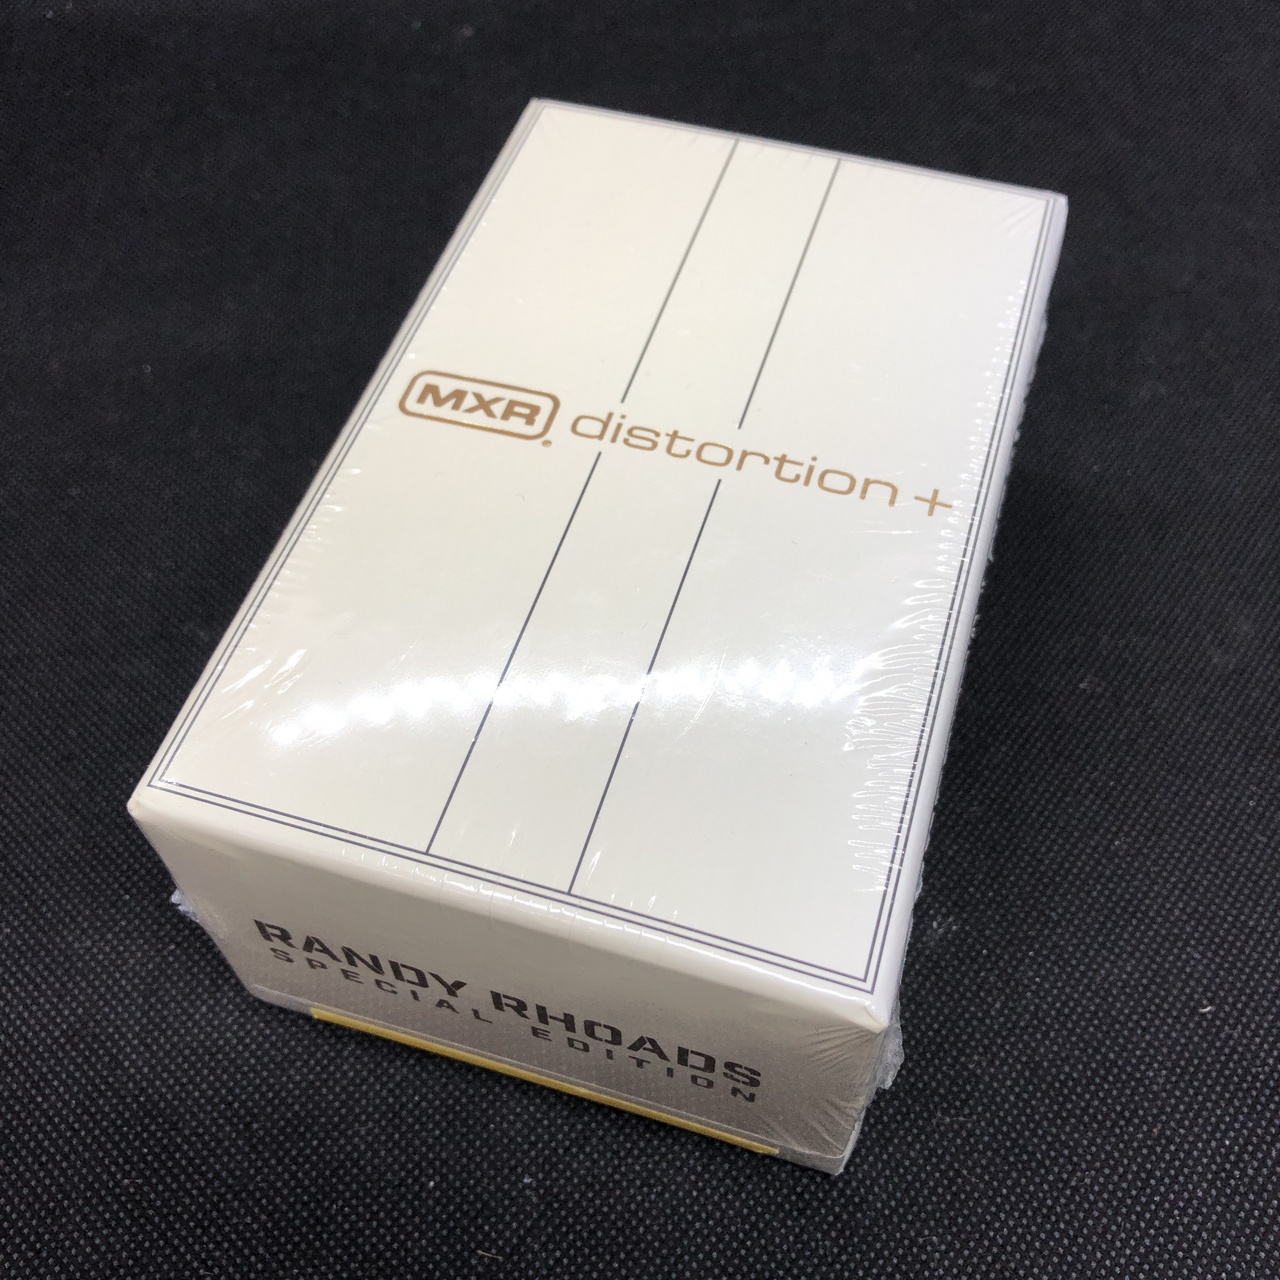 MXR® distortion +
RANDY RHOADS
SPECIAL EDITION